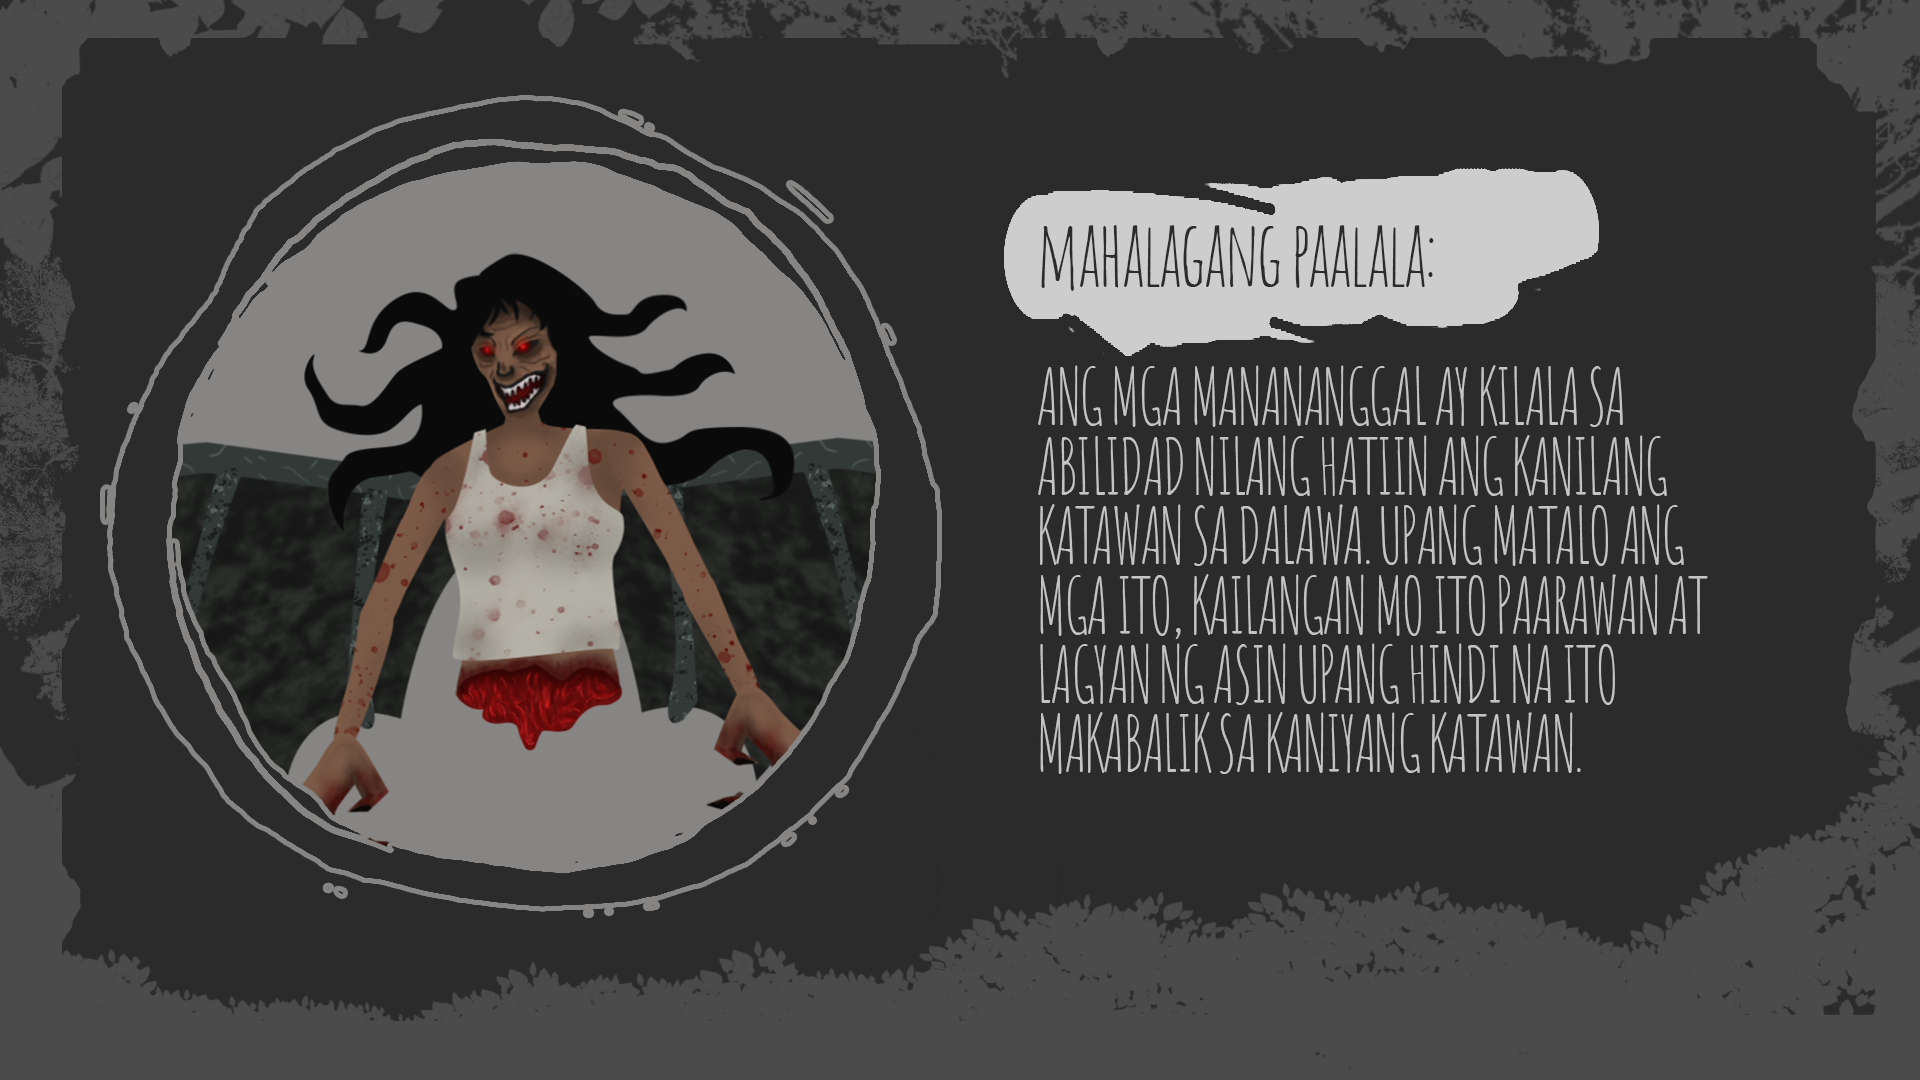 MAHALAGANG PAALALA:
ANG MGA MANANANGGAL AY KILALA SA
ABILIDAD NILANG HATIIN ANG KANILANG
KATAWAN SA DALAWA. UPANG MATALO ANG
MGA ITO, KAILANGAN MO ITO PAARAWAN AT
LAGYAN NG ASIN UPANG HINDI NA ITO
MAKABALIK SA KANIYANG KATAWAN.